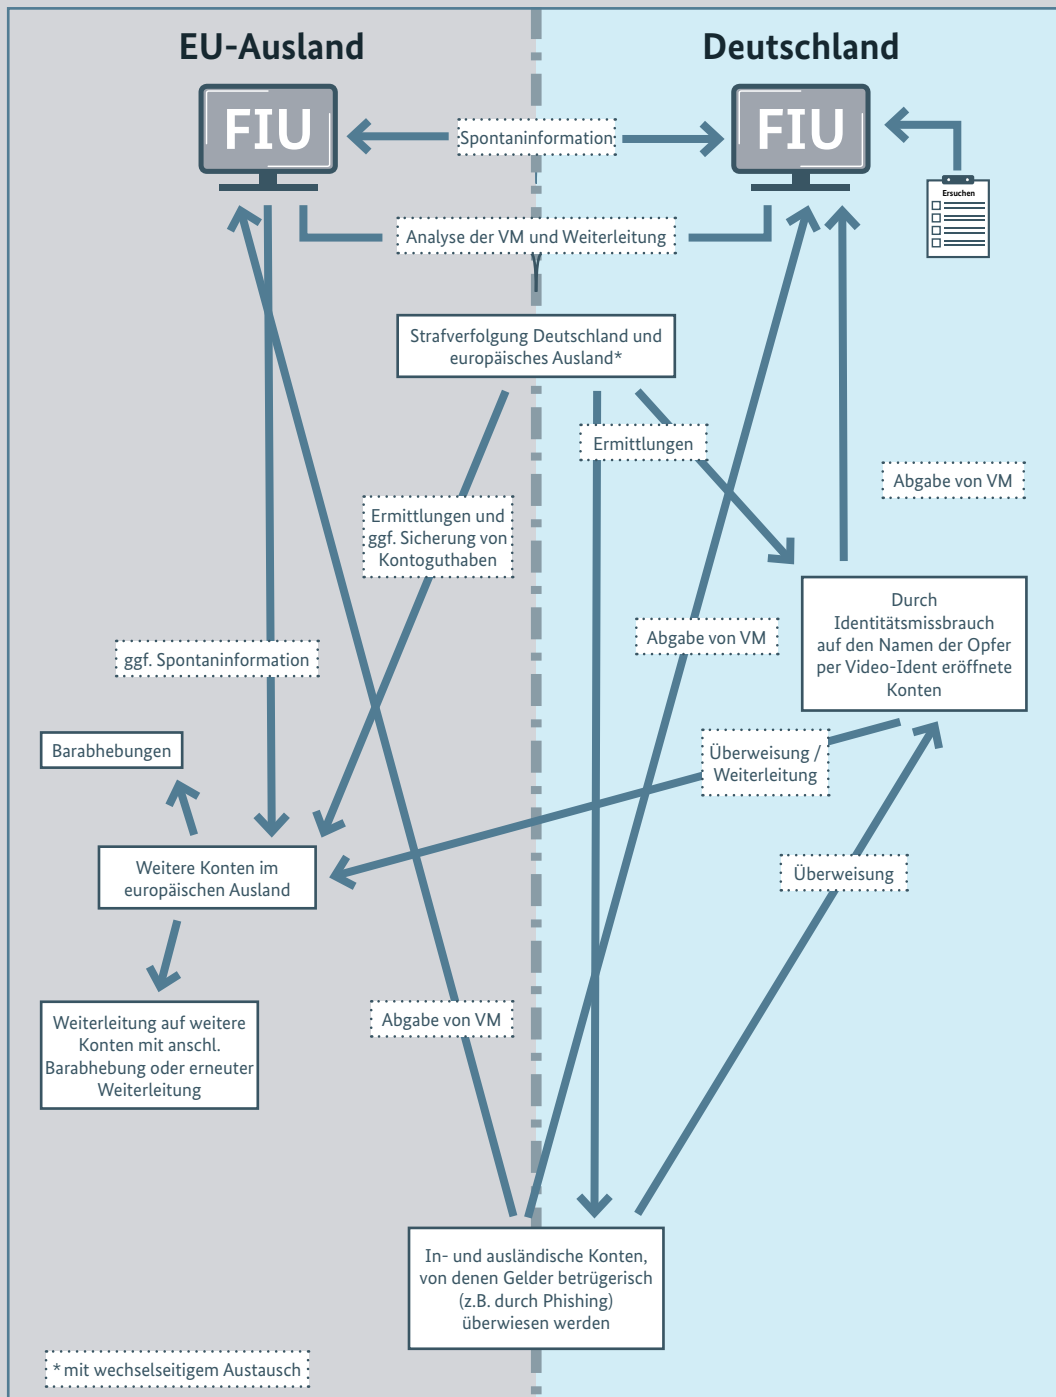 EU-Ausland
Deutschland
FIU
FIU
Spontaninformation
Ersuchen
Analyse der VM und Weiterleitung
Strafverfolgung Deutschland und
europäisches Ausland*
Ermittlungen
Abgabe von VM
Ermittlungen und
ggf. Sicherung von
Kontoguthaben
Durch
Identitätsmissbrauch
auf den Namen der Opfer
per Video-Ident eröffnete
Konten
Abgabe von VM
ggf. Spontaninformation
Barabhebungen
Überweisung /
Weiterleitung
Weitere Konten im
europäischen Ausland
Überweisung
Weiterleitung auf weitere
Konten mit anschl.
Barabhebung oder erneuter
Weiterleitung
Abgabe von VM
In- und ausländische Konten,
von denen Gelder betrügerisch
(z.B. durch Phishing)
überwiesen werden
* mit wechselseitigem Austausch